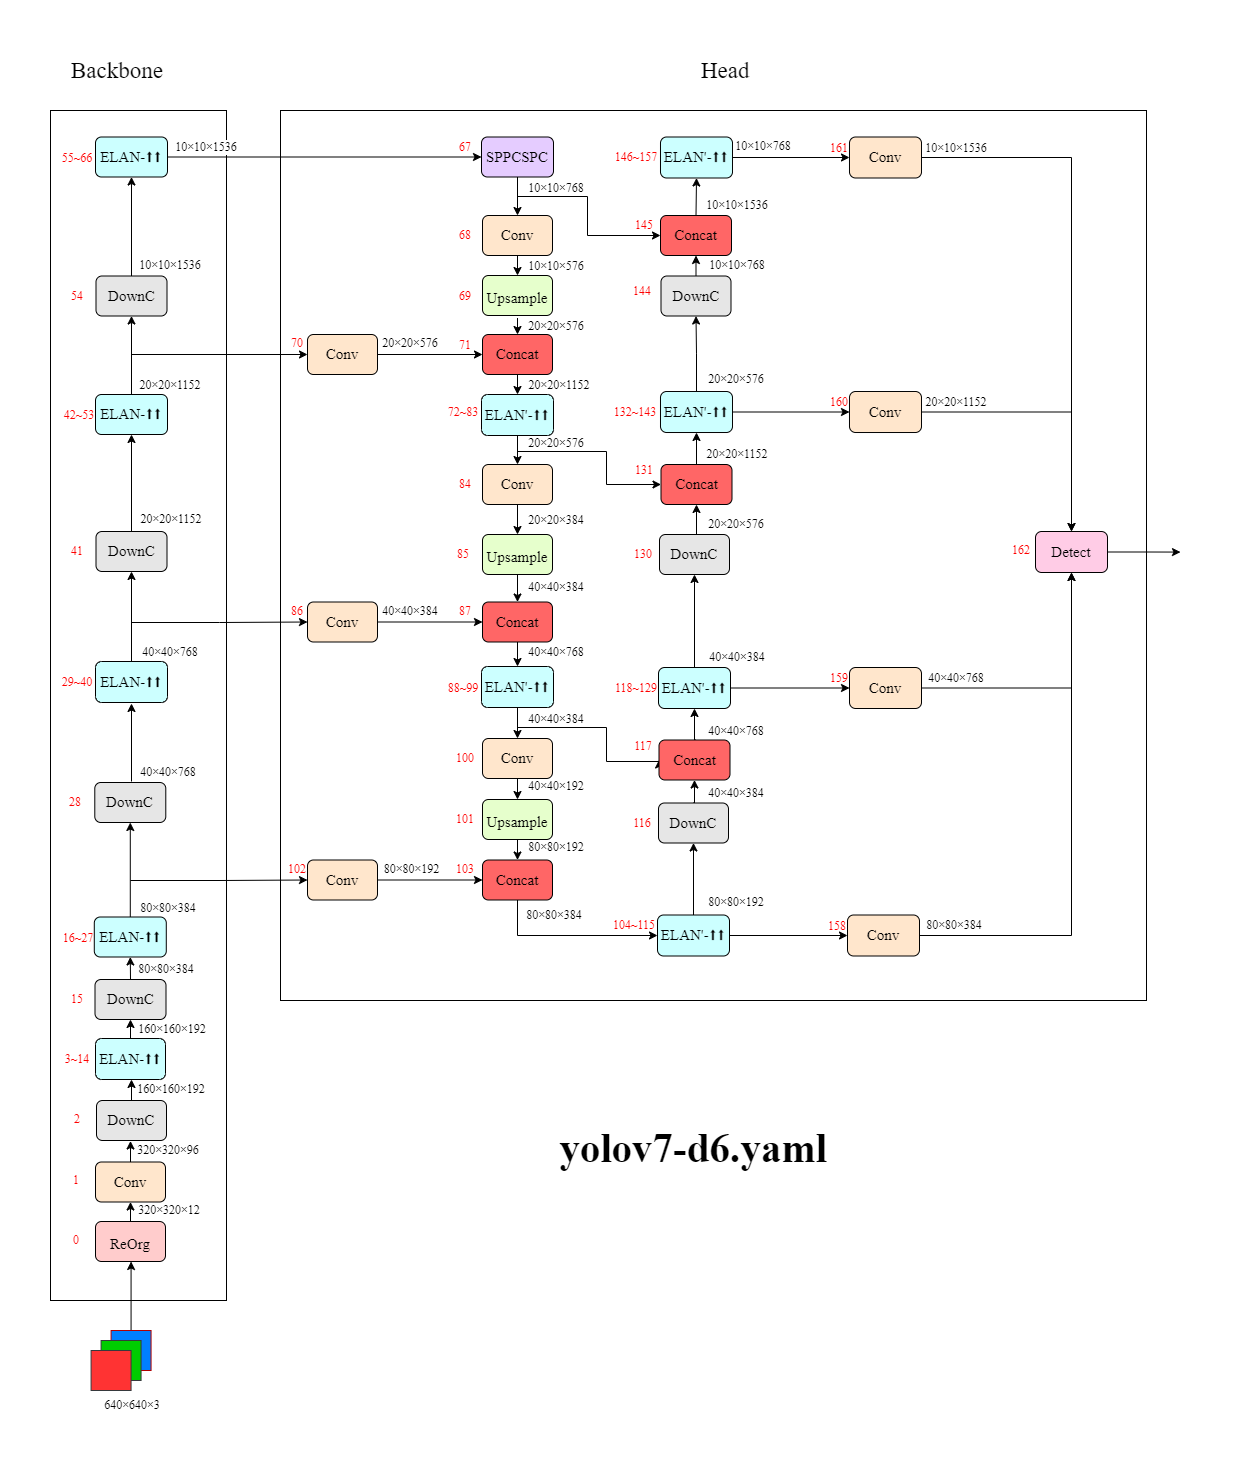 Backbone
Head
55~66
ELAN-⬆⬆
10×10×1536
10×10×1536
54
DownC
20×20×1152
42~53
ELAN-⬆⬆
20×20×1152
41
DownC
40×40×768
29~40
ELAN-⬆⬆
40×40×768
28
DownC
80×80×384
16~27
ELAN-⬆⬆
80×80×384
15
DownC
160×160×192
3~14
ELAN-⬆⬆
160×160×192
2
DownC
320×320×96
1
Conv
320×320×12
0
ReOrg
640×640×3
67
SPPCSPC
10×10×768
68
Conv
10×10×576
69
Upsample
20×20×576
70
Conv
20×20×576
71
Concat
20×20×1152
72~83
ELAN'-⬆⬆
20×20×576
84
Conv
20×20×384
85
Upsample
40×40×384
86
Conv
40×40×384
87
Concat
40×40×768
88~99
ELAN'-⬆⬆
40×40×384
100
Conv
40×40×192
101
Upsample
80×80×192
102
Conv
80×80×192
103
Concat
80×80×384
146~157
ELAN'-⬆⬆
10×10×768
161
Conv
10×10×1536
10×10×1536
145
Concat
10×10×768
144
DownC
20×20×576
132~143
ELAN'-⬆⬆
160
Conv
20×20×1152
20×20×1152
131
Concat
20×20×576
130
DownC
40×40×384
118~129
ELAN'-⬆⬆
159
Conv
40×40×768
40×40×768
117
Concat
40×40×384
116
DownC
80×80×192
104~115
ELAN'-⬆⬆
158
Conv
80×80×384
162
Detect
yolov7-d6.yaml